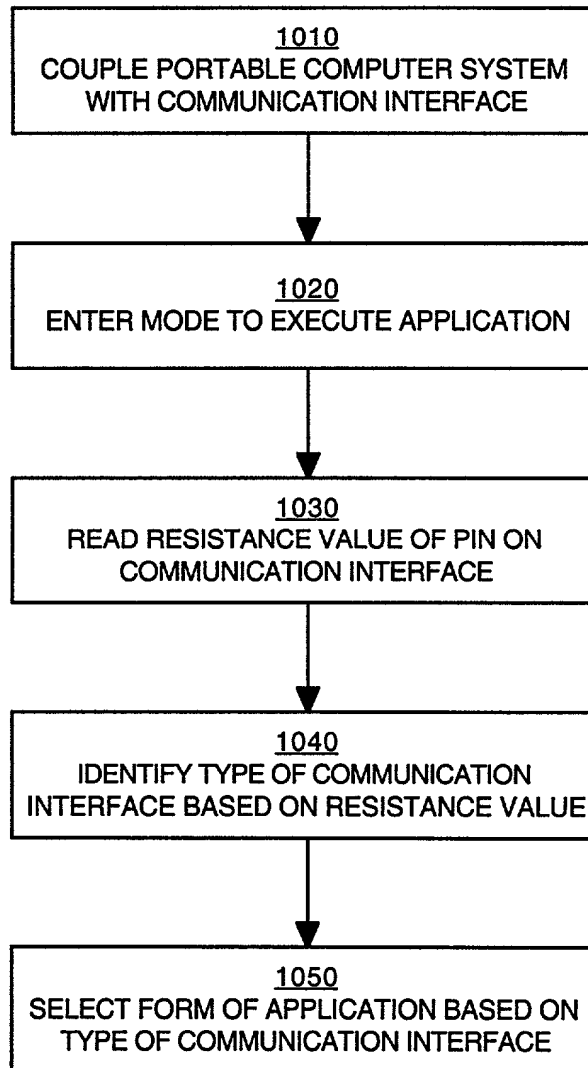 1010
COUPLE PORTABLE COMPUTER SYSTEM
WITH COMMUNICATION INTERFACE
1020
ENTER MODE TO EXECUTE APPLICATION
1030
READ RESISTANCE VALUE OF PIN ON
COMMUNICATION INTERFACE
1040
IDENTIFY TYPE OF COMMUNICATION
INTERFACE BASED ON RESISTANCE VALUE
1050
SELECT FORM OF APPLICATION BASED ON
TYPE OF COMMUNICATION INTERFACE